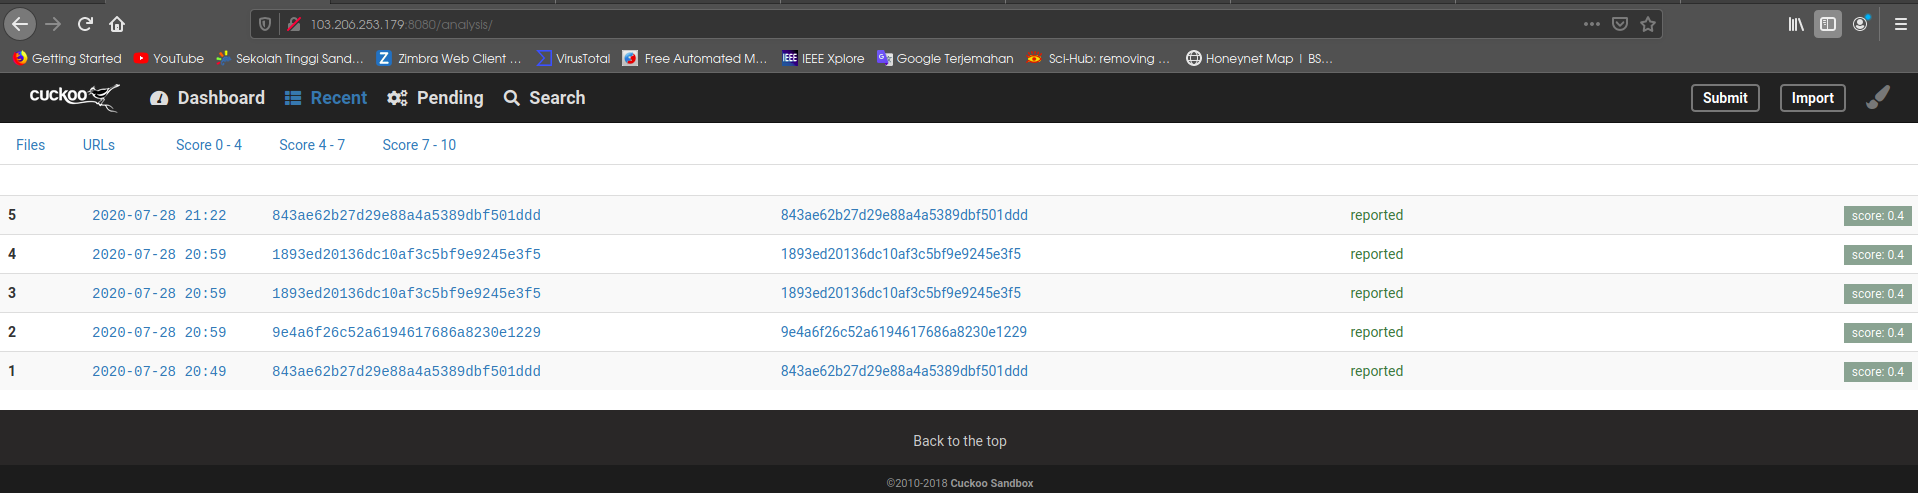 103.206.253.179:8080/analysis/
Getting Started YouTube Sekolah Tinggi Sand... Zimbra Web Client ... VirusTotal Free Automated M... IEEE IEEE Xplore Google Terjemahan Sci-Hub: removing ... Honeynet Map | BS...
cuckoo Dashboard Recent Pending Search Submit Import
Files URLs Score 0 - 4 Score 4 - 7 Score 7 - 10
5 2020-07-28 21:22 843ae62b27d29e88a4a5389dbf501ddd 843ae62b27d29e88a4a5389dbf501ddd reported score: 0.4
4 2020-07-28 20:59 1893ed20136dc10af3c5bf9e9245e3f5 1893ed20136dc10af3c5bf9e9245e3f5 reported score: 0.4
3 2020-07-28 20:59 1893ed20136dc10af3c5bf9e9245e3f5 1893ed20136dc10af3c5bf9e9245e3f5 reported score: 0.4
2 2020-07-28 20:59 9e4a6f26c52a6194617686a8230e1229 9e4a6f26c52a6194617686a8230e1229 reported score: 0.4
1 2020-07-28 20:49 843ae62b27d29e88a4a5389dbf501ddd 843ae62b27d29e88a4a5389dbf501ddd reported score: 0.4
Back to the top
©2010-2018 Cuckoo Sandbox